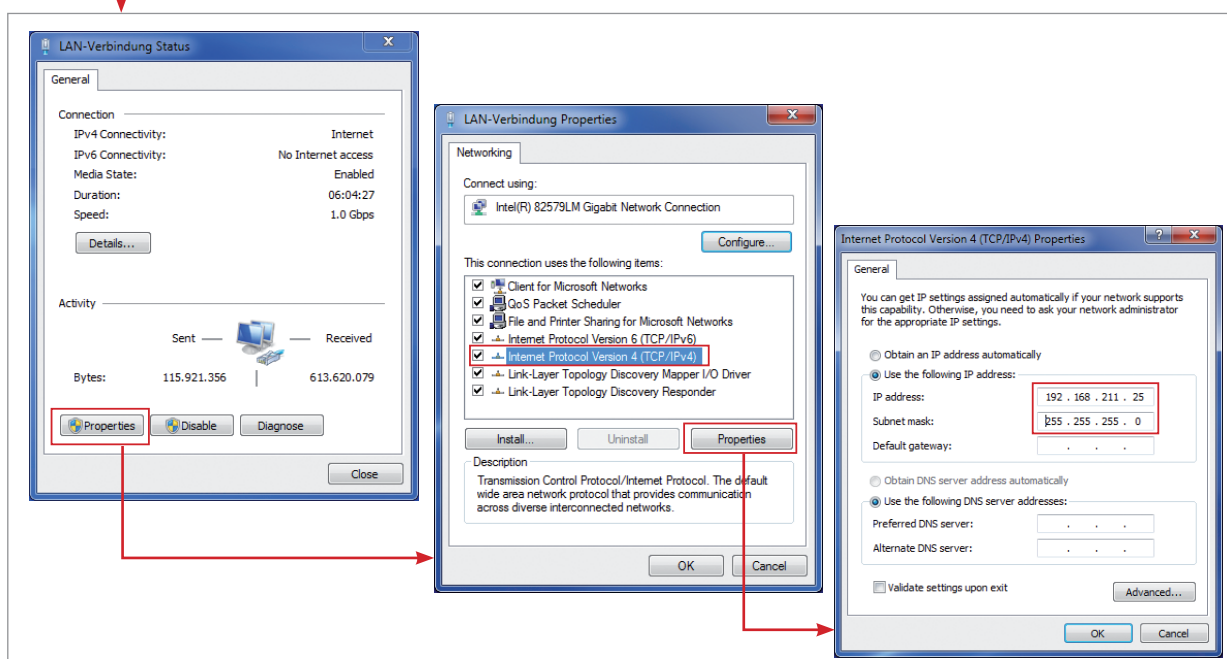 LAN-Verbindung Status
General
Connection
IPv4 Connectivity: Internet
IPv6 Connectivity: No Internet access
Media State: Enabled
Duration: 06:04:27
Speed: 1.0 Gbps
Details...
Activity
Sent Received
Bytes: 115.921.356 613.620.079
Properties Disable Diagnose
Close
LAN-Verbindung Properties
Networking
Connect using:
Intel(R) 82579LM Gigabit Network Connection
Configure...
This connection uses the following items:
Client for Microsoft Networks
QoS Packet Scheduler
File and Printer Sharing for Microsoft Networks
Internet Protocol Version 6 (TCP/IPv6)
Internet Protocol Version 4 (TCP/IPv4)
Link-Layer Topology Discovery Mapper I/O Driver
Link-Layer Topology Discovery Responder
Install... Uninstall Properties
Description
Transmission Control Protocol/Internet Protocol. The default
wide area network protocol that provides communication
across diverse interconnected networks.
OK Cancel
Internet Protocol Version 4 (TCP/IPv4) Properties
General
You can get IP settings assigned automatically if your network supports
this capability. Otherwise, you need to ask your network administrator
for the appropriate IP settings.
Obtain an IP address automatically
Use the following IP address:
IP address: 192 . 168 . 211 . 25
Subnet mask: 255 . 255 . 255 . 0
Default gateway: . . .
Obtain DNS server address automatically
Use the following DNS server addresses:
Preferred DNS server: . . .
Alternate DNS server: . . .
Validate settings upon exit
Advanced...
OK Cancel